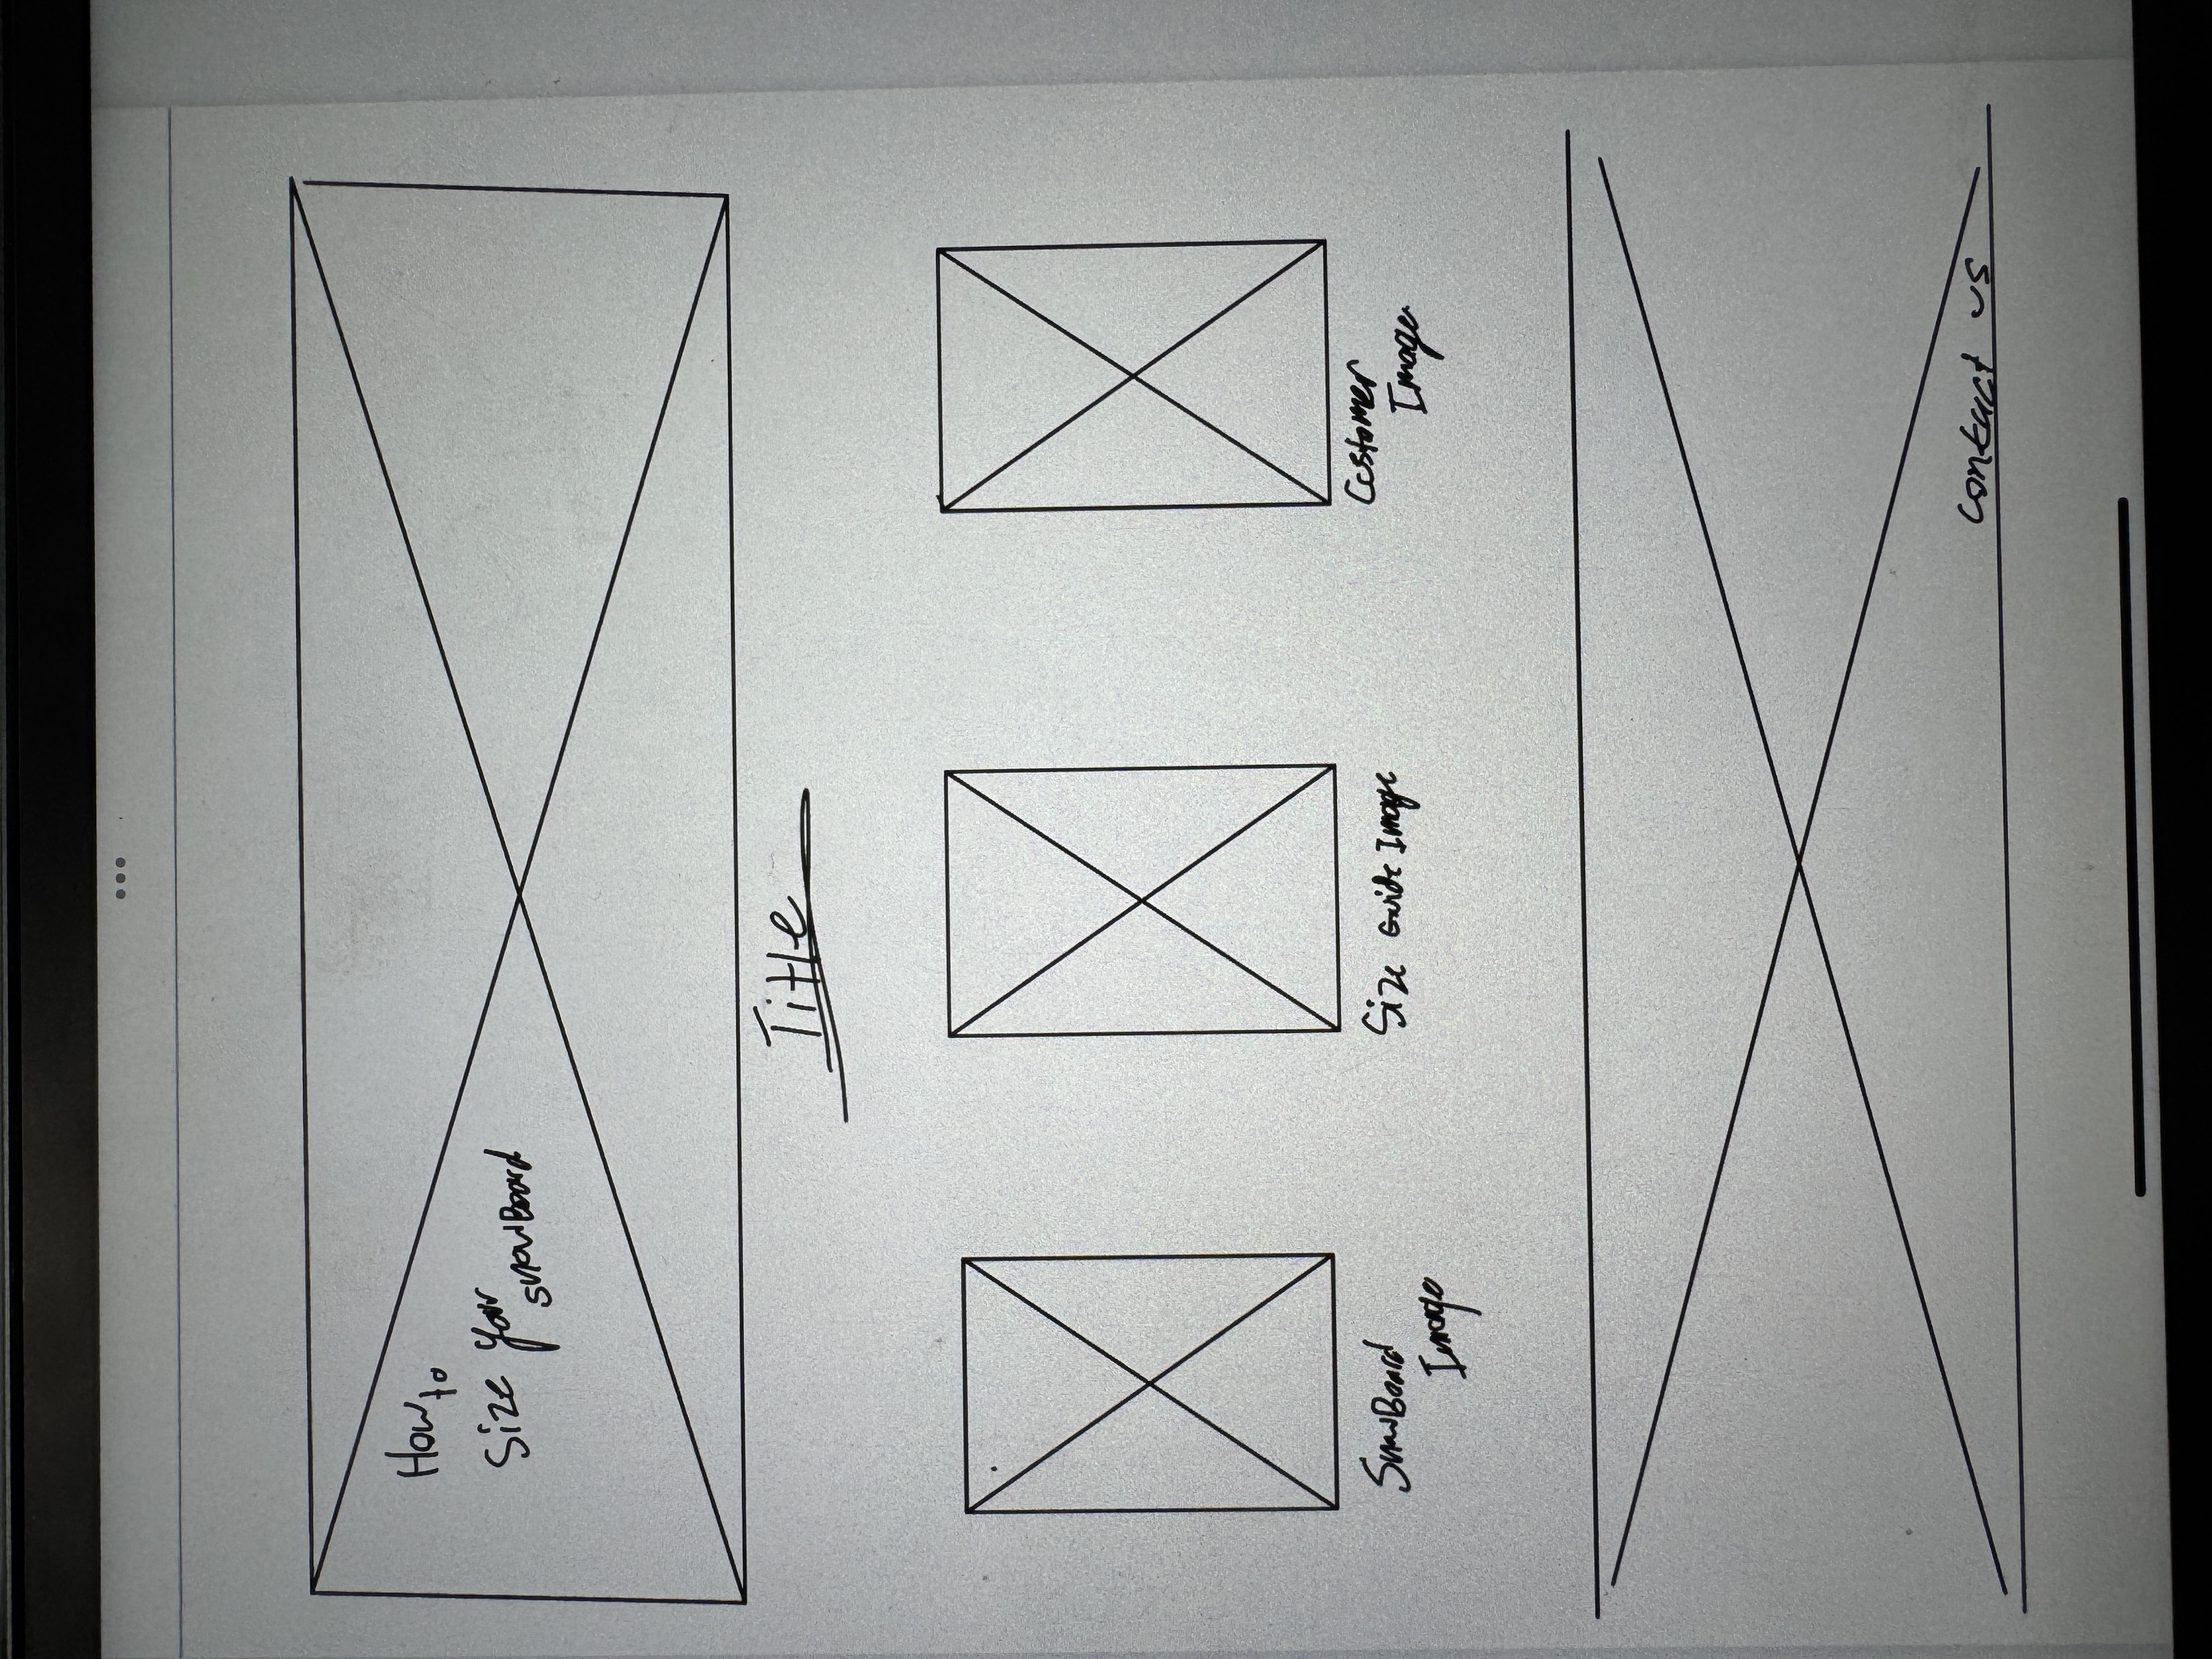 How to
Size your
snowBoard
Title
SnowBoard
Image
Size Guide Image
Customer
Image
contact us